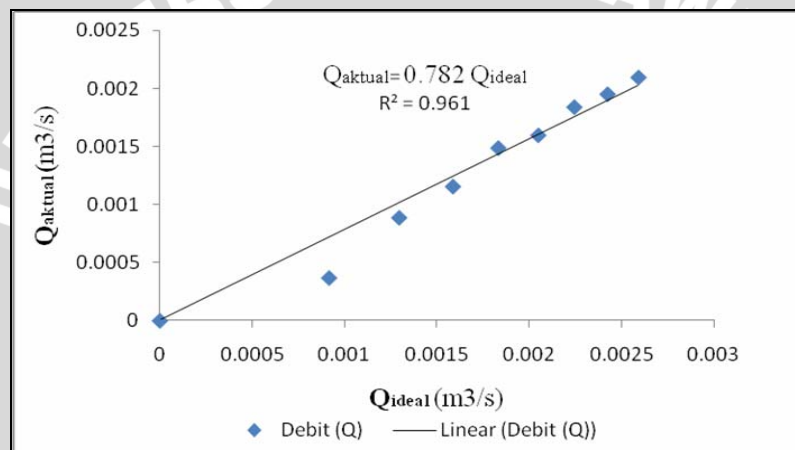 0.0025
Qaktual=0.782 Qideal
R² = 0.961
0.002
0.0015
0.001
0.0005
0
Qaktual (m3/s)
0 0.0005 0.001 0.0015 0.002 0.0025 0.003
Qideal (m3/s)
Debit (Q) Linear (Debit (Q))